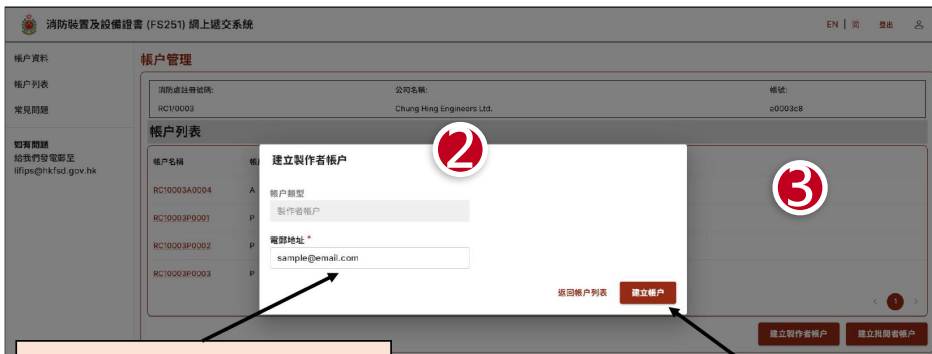 消防裝置及設備證書 (FS251) 網上遞交系統
EN | 简 登出
帳户資料
帳户列表
常見問題
如有問題
給我們發電郵至
lifips@hkfsd.gov.hk
帳户管理
消防處註冊號碼:
公司名稱:
帳號:
RC1/0003
Chung Hing Engineers Ltd.
a0003c8
帳户列表
帳户名稱
RC10003A0004 A
RC10003P0001 P
RC10003P0002 P
RC10003P0003 P
2
建立製作者帳户
帳户類型
製作者帳户
電郵地址 *
sample@email.com
返回帳户列表 建立帳户
3
< 1 >
建立製作者帳户 建立批閱者帳户